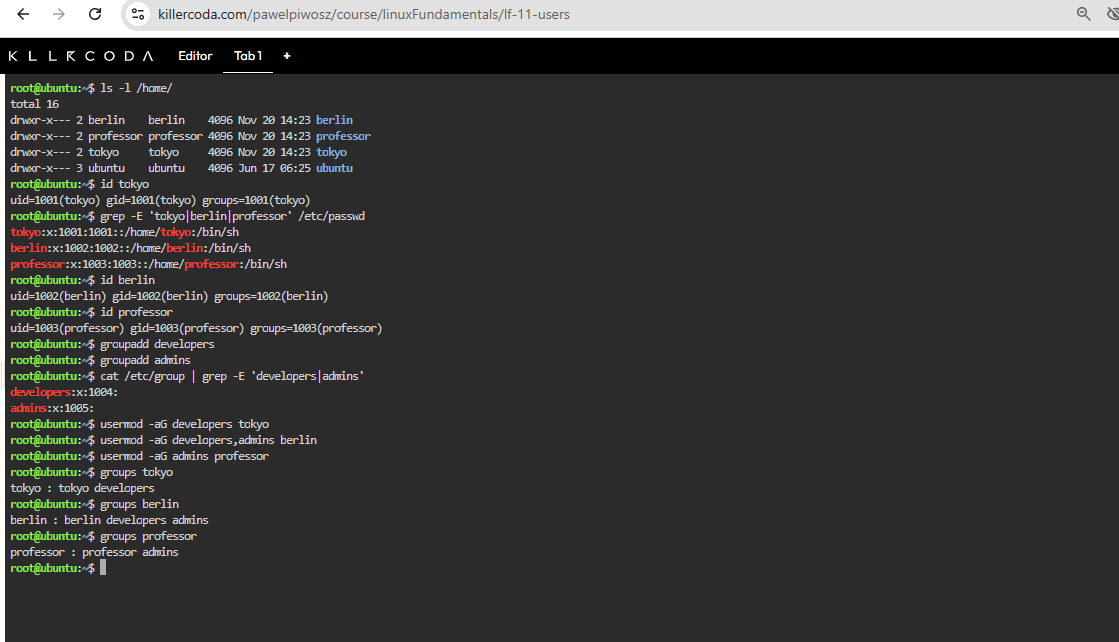 killercoda.com/pawelpiwosz/course/linuxFundamentals/lf-11-users
KILLERCODA Editor Tab 1 +
root@ubuntu:~$ ls -l /home/
total 16
drwxr-x--- 2 berlin    berlin    4096 Nov 20 14:23 berlin
drwxr-x--- 2 professor professor 4096 Nov 20 14:23 professor
drwxr-x--- 2 tokyo     tokyo     4096 Nov 20 14:23 tokyo
drwxr-x--- 3 ubuntu    ubuntu    4096 Jun 17 06:25 ubuntu
root@ubuntu:~$ id tokyo
uid=1001(tokyo) gid=1001(tokyo) groups=1001(tokyo)
root@ubuntu:~$ grep -E 'tokyo|berlin|professor' /etc/passwd
tokyo:x:1001:1001::/home/tokyo:/bin/sh
berlin:x:1002:1002::/home/berlin:/bin/sh
professor:x:1003:1003::/home/professor:/bin/sh
root@ubuntu:~$ id berlin
uid=1002(berlin) gid=1002(berlin) groups=1002(berlin)
root@ubuntu:~$ id professor
uid=1003(professor) gid=1003(professor) groups=1003(professor)
root@ubuntu:~$ groupadd developers
root@ubuntu:~$ groupadd admins
root@ubuntu:~$ cat /etc/group | grep -E 'developers|admins'
developers:x:1004:
admins:x:1005:
root@ubuntu:~$ usermod -aG developers tokyo
root@ubuntu:~$ usermod -aG developers,admins berlin
root@ubuntu:~$ usermod -aG admins professor
root@ubuntu:~$ groups tokyo
tokyo : tokyo developers
root@ubuntu:~$ groups berlin
berlin : berlin developers admins
root@ubuntu:~$ groups professor
professor : professor admins
root@ubuntu:~$